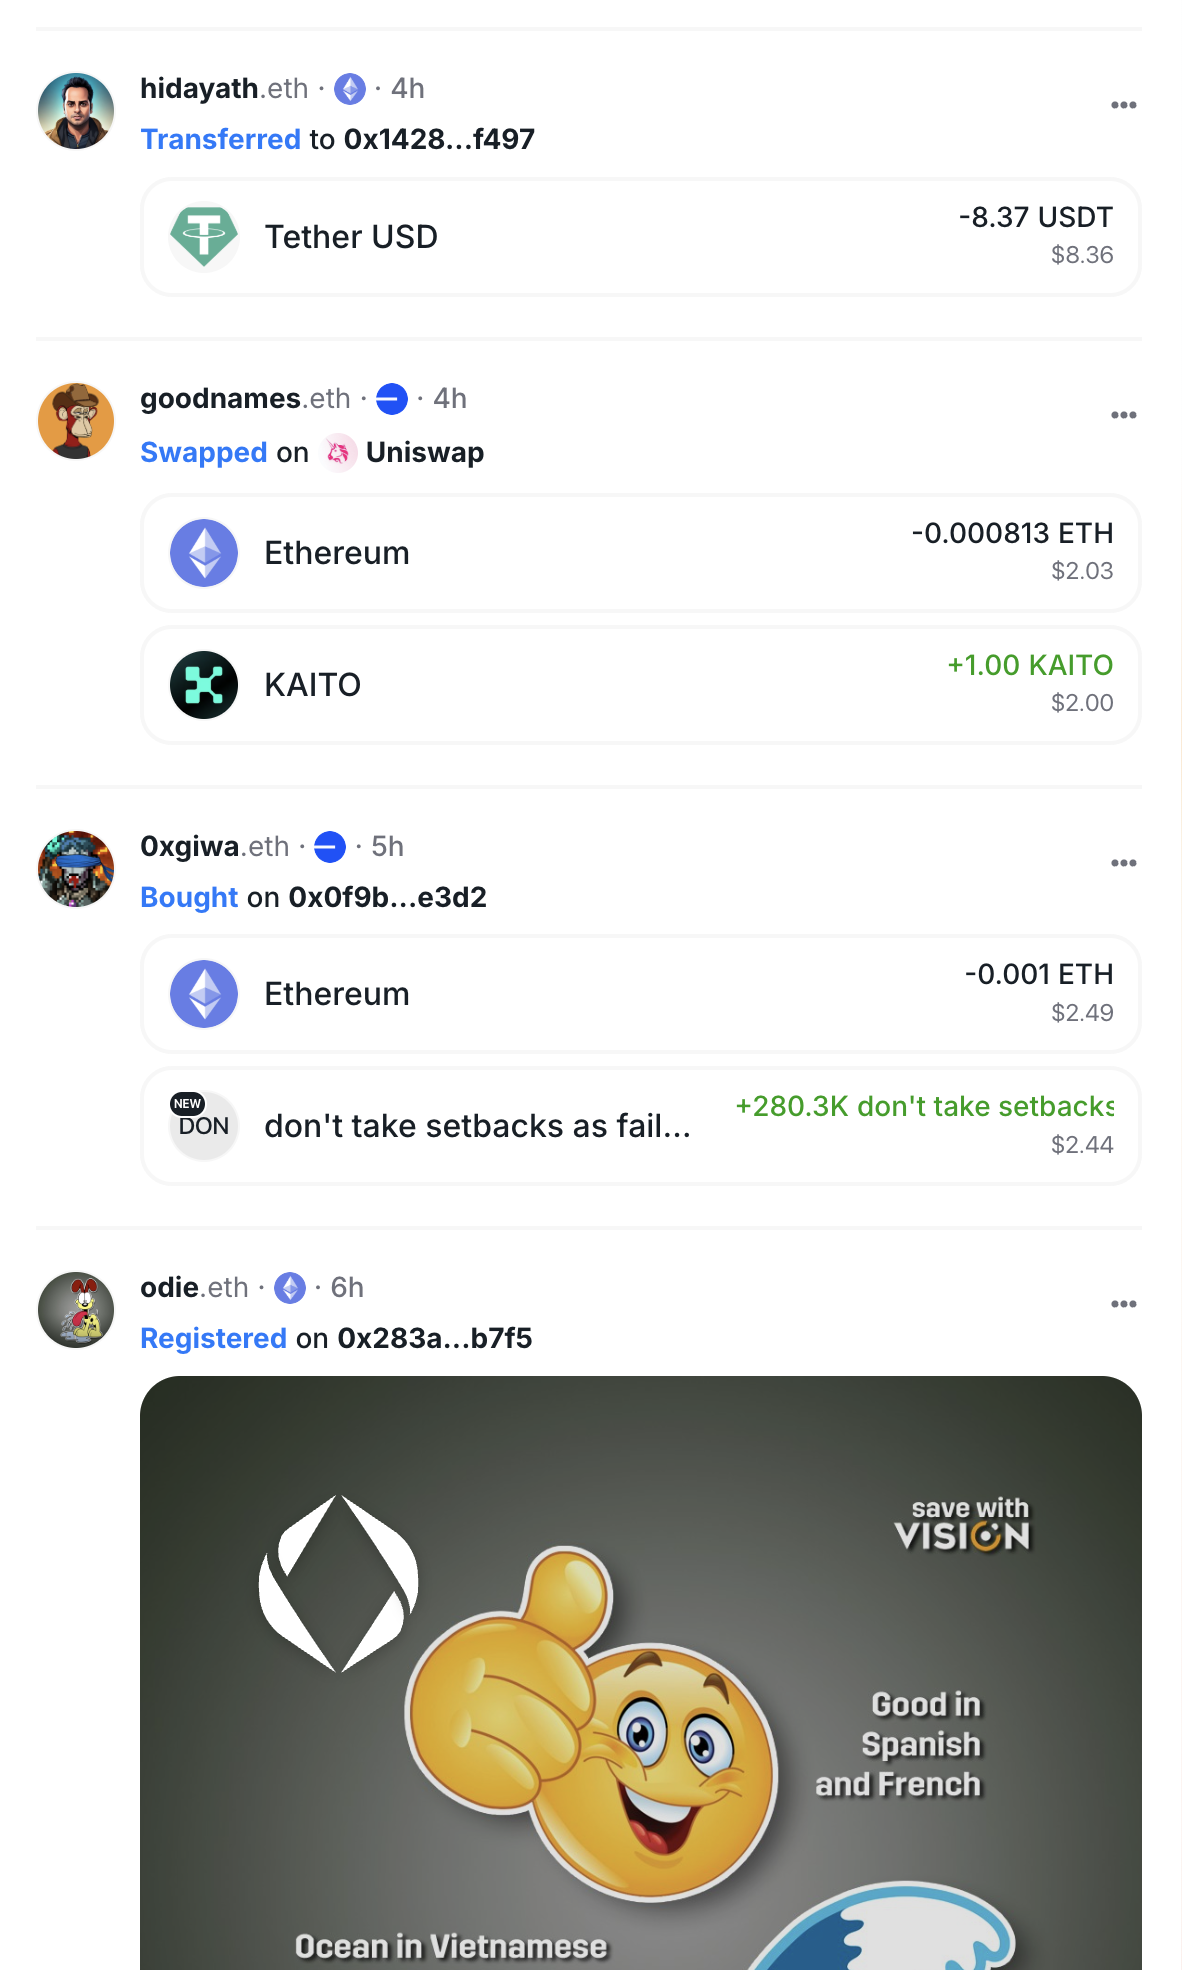 hidayath.eth · · 4h
Transferred to 0x1428...f497
Tether USD
-8.37 USDT
$8.36
goodnames.eth · · 4h
Swapped on Uniswap
Ethereum
-0.000813 ETH
$2.03
KAITO
+1.00 KAITO
$2.00
0xgiwa.eth · · 5h
Bought on 0x0f9b...e3d2
Ethereum
-0.001 ETH
$2.49
NEW
DON
don't take setbacks as fail...
+280.3K don't take setbacks
$2.44
odie.eth · · 6h
Registered on 0x283a...b7f5
save with
VISION
Good in
Spanish
and French
Ocean in Vietnamese